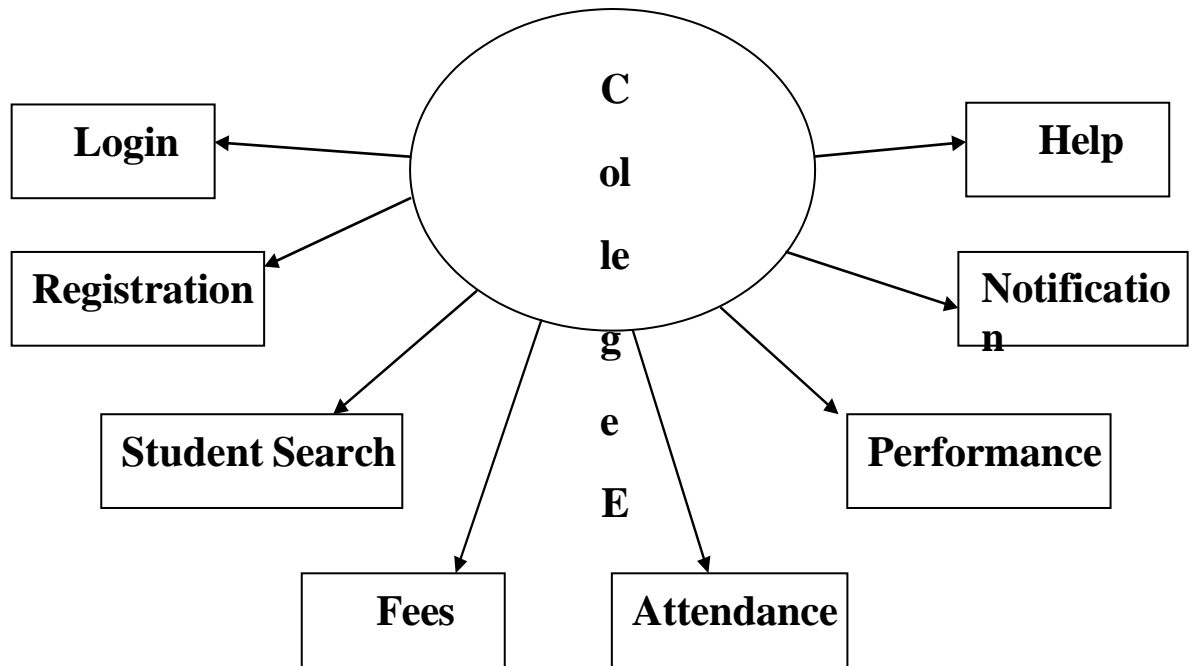 C
ol
le
g
e
E
Login
Help
Registration
Notificatio
n
Student Search
Performance
Fees
Attendance